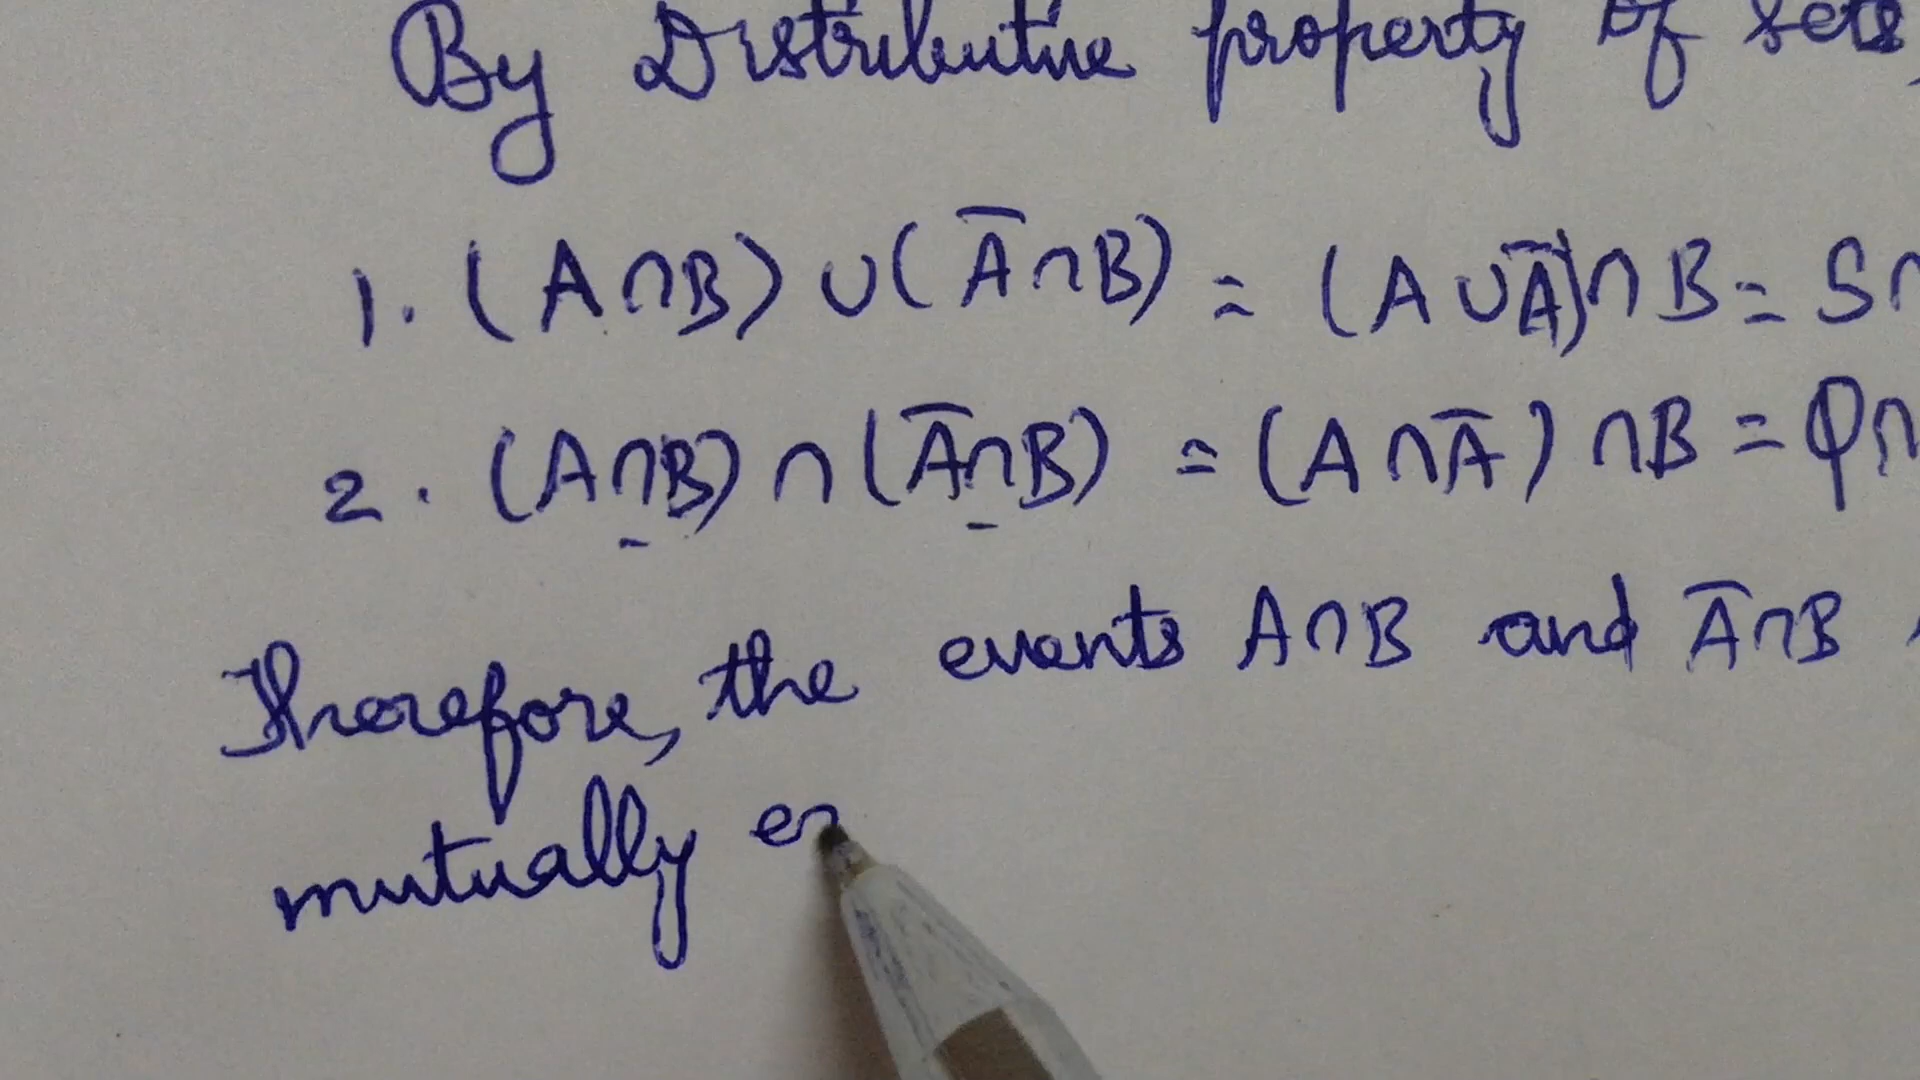 By Distributive property of sets,
1. (A∩B) ∪ (A̅∩B) = (A∪A̅)∩B = S∩
2. (A∩B) ∩ (A̅∩B) = (A∩A̅)∩B = φ∩
Therefore, the events A∩B and A̅∩B
mutually ex